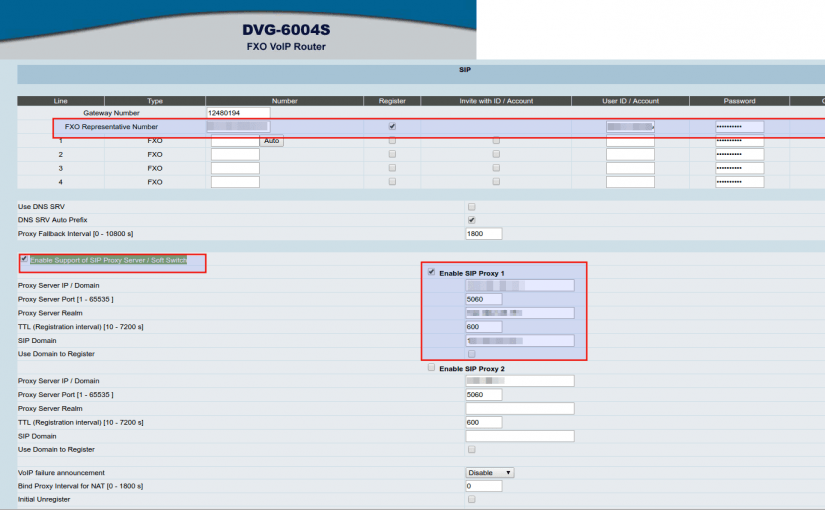 DVG-6004S
FXO VoIP Router
SIP
Line Type Number Register Invite with ID / Account User ID / Account Password
Gateway Number 12480194
FXO Representative Number ••••••••••
1 FXO Auto ••••••••••
2 FXO ••••••••••
3 FXO ••••••••••
4 FXO ••••••••••
Use DNS SRV
DNS SRV Auto Prefix
Proxy Fallback Interval [0 - 10800 s] 1800
Enable Support of SIP Proxy Server / Soft Switch
Enable SIP Proxy 1
Proxy Server IP / Domain
Proxy Server Port [1 - 65535 ] 5060
Proxy Server Realm
TTL (Registration interval) [10 - 7200 s] 600
SIP Domain
Use Domain to Register
Enable SIP Proxy 2
Proxy Server IP / Domain
Proxy Server Port [1 - 65535 ] 5060
Proxy Server Realm
TTL (Registration interval) [10 - 7200 s] 600
SIP Domain
Use Domain to Register
VoIP failure announcement Disable
Bind Proxy Interval for NAT [0 - 1800 s] 0
Initial Unregister